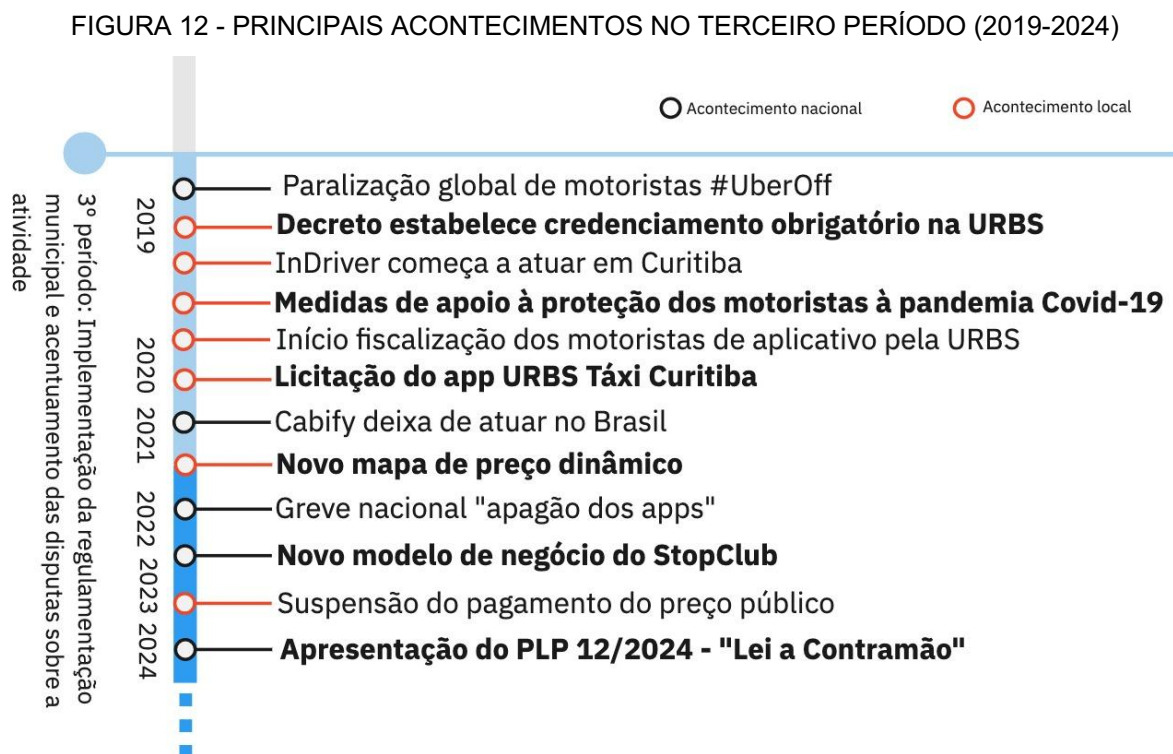 FIGURA 12 - PRINCIPAIS ACONTECIMENTOS NO TERCEIRO PERÍODO (2019-2024)
Acontecimento nacional
Acontecimento local
3º período: Implementação da regulamentação
municipal e acentuamento das disputas sobre a
atividade
2019
Paralização global de motoristas #UberOff
Decreto estabelece credenciamento obrigatório na URBS
InDriver começa a atuar em Curitiba
Medidas de apoio à proteção dos motoristas à pandemia Covid-19
Início fiscalização dos motoristas de aplicativo pela URBS
2020
Licitação do app URBS Táxi Curitiba
2021
Cabify deixa de atuar no Brasil
Novo mapa de preço dinâmico
2022
Greve nacional "apagão dos apps"
Novo modelo de negócio do StopClub
2023
Suspensão do pagamento do preço público
2024
Apresentação do PLP 12/2024 - "Lei a Contramão"